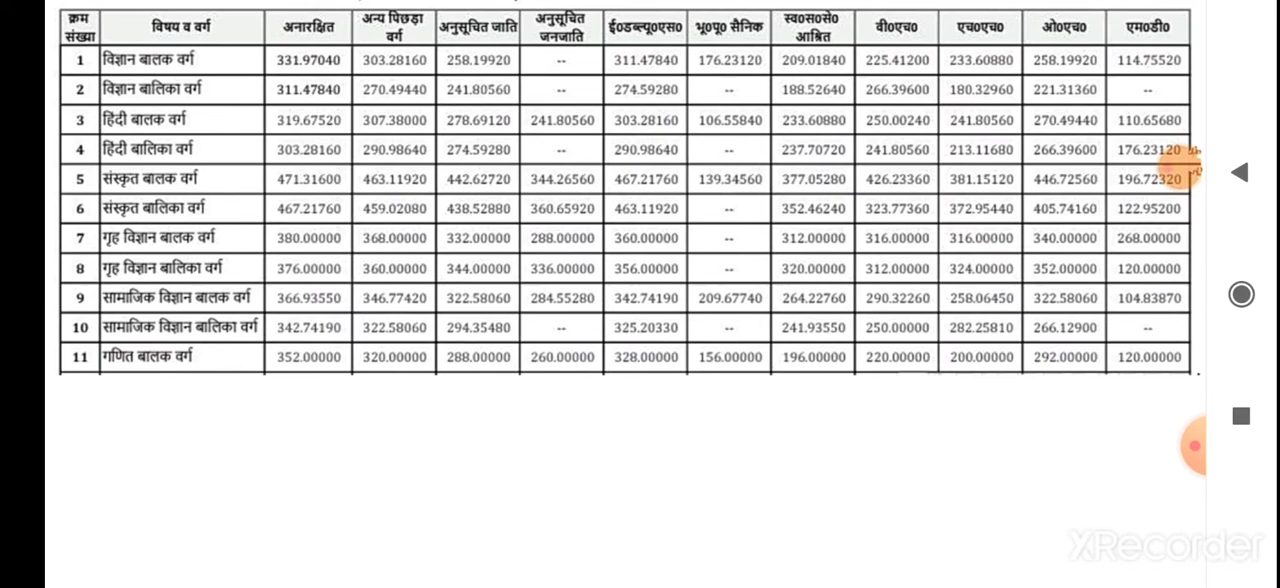 क्रम संख्या विषय व वर्ग अनारक्षित अन्य पिछड़ा वर्ग अनुसूचित जाति अनुसूचित जनजाति ई०डब्ल्यू०एस० भू०पू० सैनिक स्व०स०से० आश्रित वी०एच० एच०एच० ओ०एच० एम०डी०
1 विज्ञान बालक वर्ग 331.97040 303.28160 258.19920 -- 311.47840 176.23120 209.01840 225.41200 233.60880 258.19920 114.75520
2 विज्ञान बालिका वर्ग 311.47840 270.49440 241.80560 -- 274.59280 -- 188.52640 266.39600 180.32960 221.31360 --
3 हिंदी बालक वर्ग 319.67520 307.38000 278.69120 241.80560 303.28160 106.55840 233.60880 250.00240 241.80560 270.49440 110.65680
4 हिंदी बालिका वर्ग 303.28160 290.98640 274.59280 -- 290.98640 -- 237.70720 241.80560 213.11680 266.39600 176.23120
5 संस्कृत बालक वर्ग 471.31600 463.11920 442.62720 344.26560 467.21760 139.34560 377.05280 426.23360 381.15120 446.72560 196.72320
6 संस्कृत बालिका वर्ग 467.21760 459.02080 438.52880 360.65920 463.11920 -- 352.46240 323.77360 372.95440 405.74160 122.95200
7 गृह विज्ञान बालक वर्ग 380.00000 368.00000 332.00000 288.00000 360.00000 -- 312.00000 316.00000 316.00000 340.00000 268.00000
8 गृह विज्ञान बालिका वर्ग 376.00000 360.00000 344.00000 336.00000 356.00000 -- 320.00000 312.00000 324.00000 352.00000 120.00000
9 सामाजिक विज्ञान बालक वर्ग 366.93550 346.77420 322.58060 284.55280 342.74190 209.67740 264.22760 290.32260 258.06450 322.58060 104.83870
10 सामाजिक विज्ञान बालिका वर्ग 342.74190 322.58060 294.35480 -- 325.20330 -- 241.93550 250.00000 282.25810 266.12900 --
11 गणित बालक वर्ग 352.00000 320.00000 288.00000 260.00000 328.00000 156.00000 196.00000 220.00000 200.00000 292.00000 120.00000
XRecorder